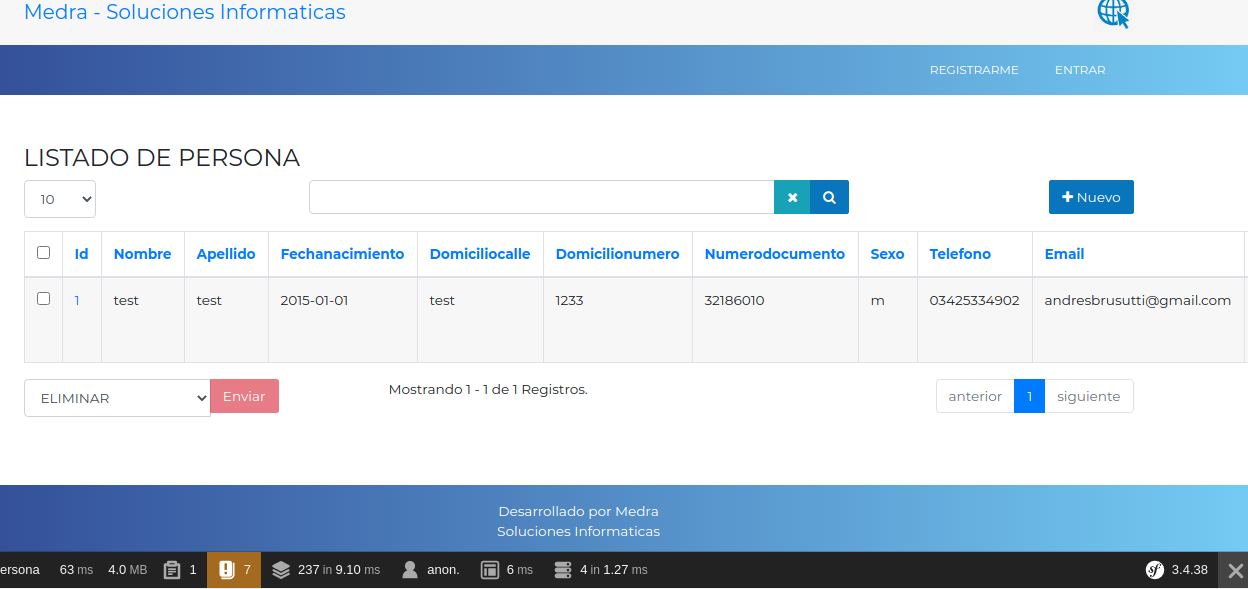 Medra - Soluciones Informaticas
REGISTRARME ENTRAR
LISTADO DE PERSONA
10
Nuevo
Id Nombre Apellido Fechanacimiento Domiciliocalle Domicilionumero Numerodocumento Sexo Telefono Email
1 test test 2015-01-01 test 1233 32186010 m 03425334902 andresbrusutti@gmail.com
ELIMINAR Enviar Mostrando 1 - 1 de 1 Registros. anterior 1 siguiente
Desarrollado por Medra
Soluciones Informaticas
ersona 63 ms 4.0 MB 1 7 237 in 9.10 ms anon. 6 ms 4 in 1.27 ms sf 3.4.38